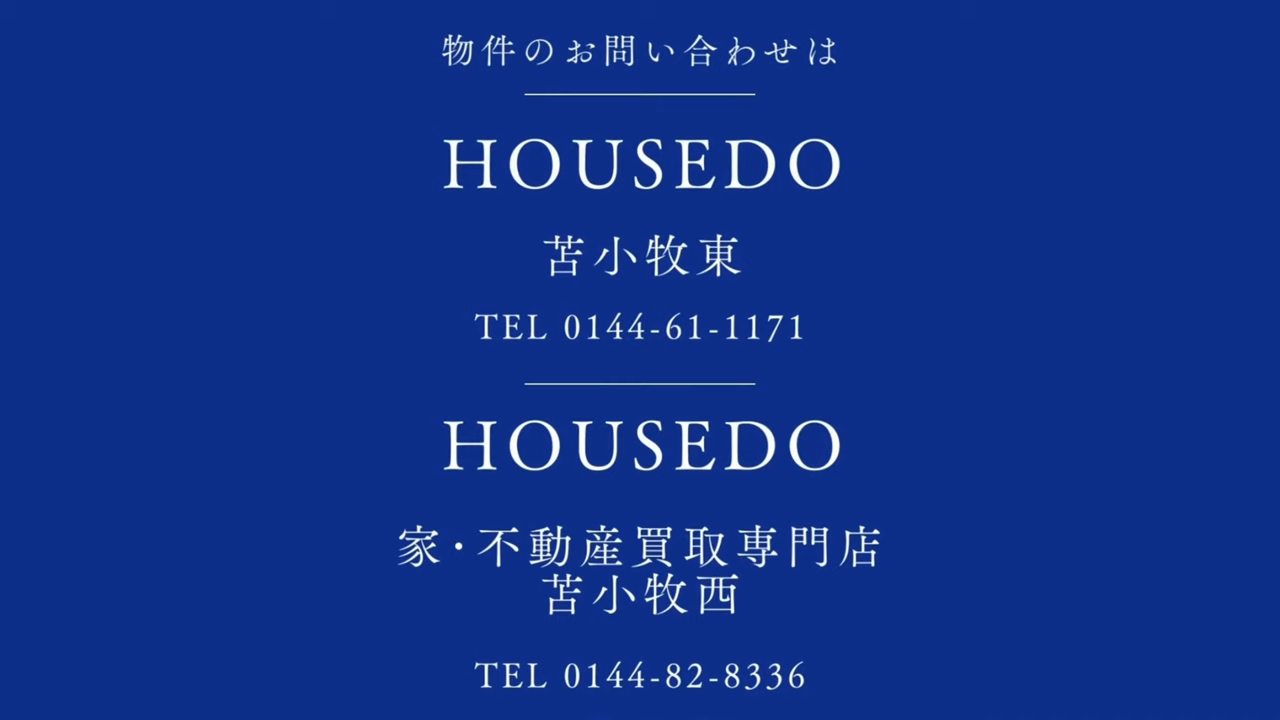 物件のお問い合わせは
HOUSEDO
苫小牧東
TEL 0144-61-1171
HOUSEDO
家・不動産買取専門店
苫小牧西
TEL 0144-82-8336